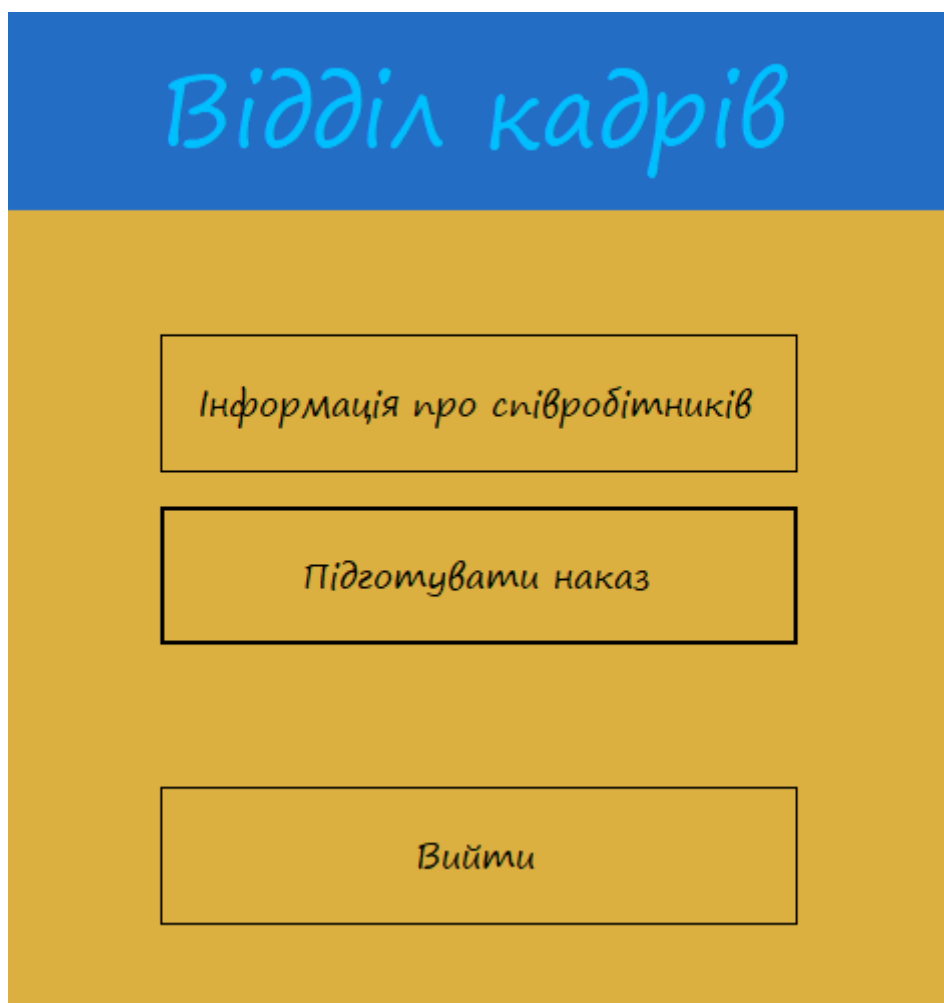 Відділ кадрів
Інформація про співробітників
Підготувати наказ
Вийти